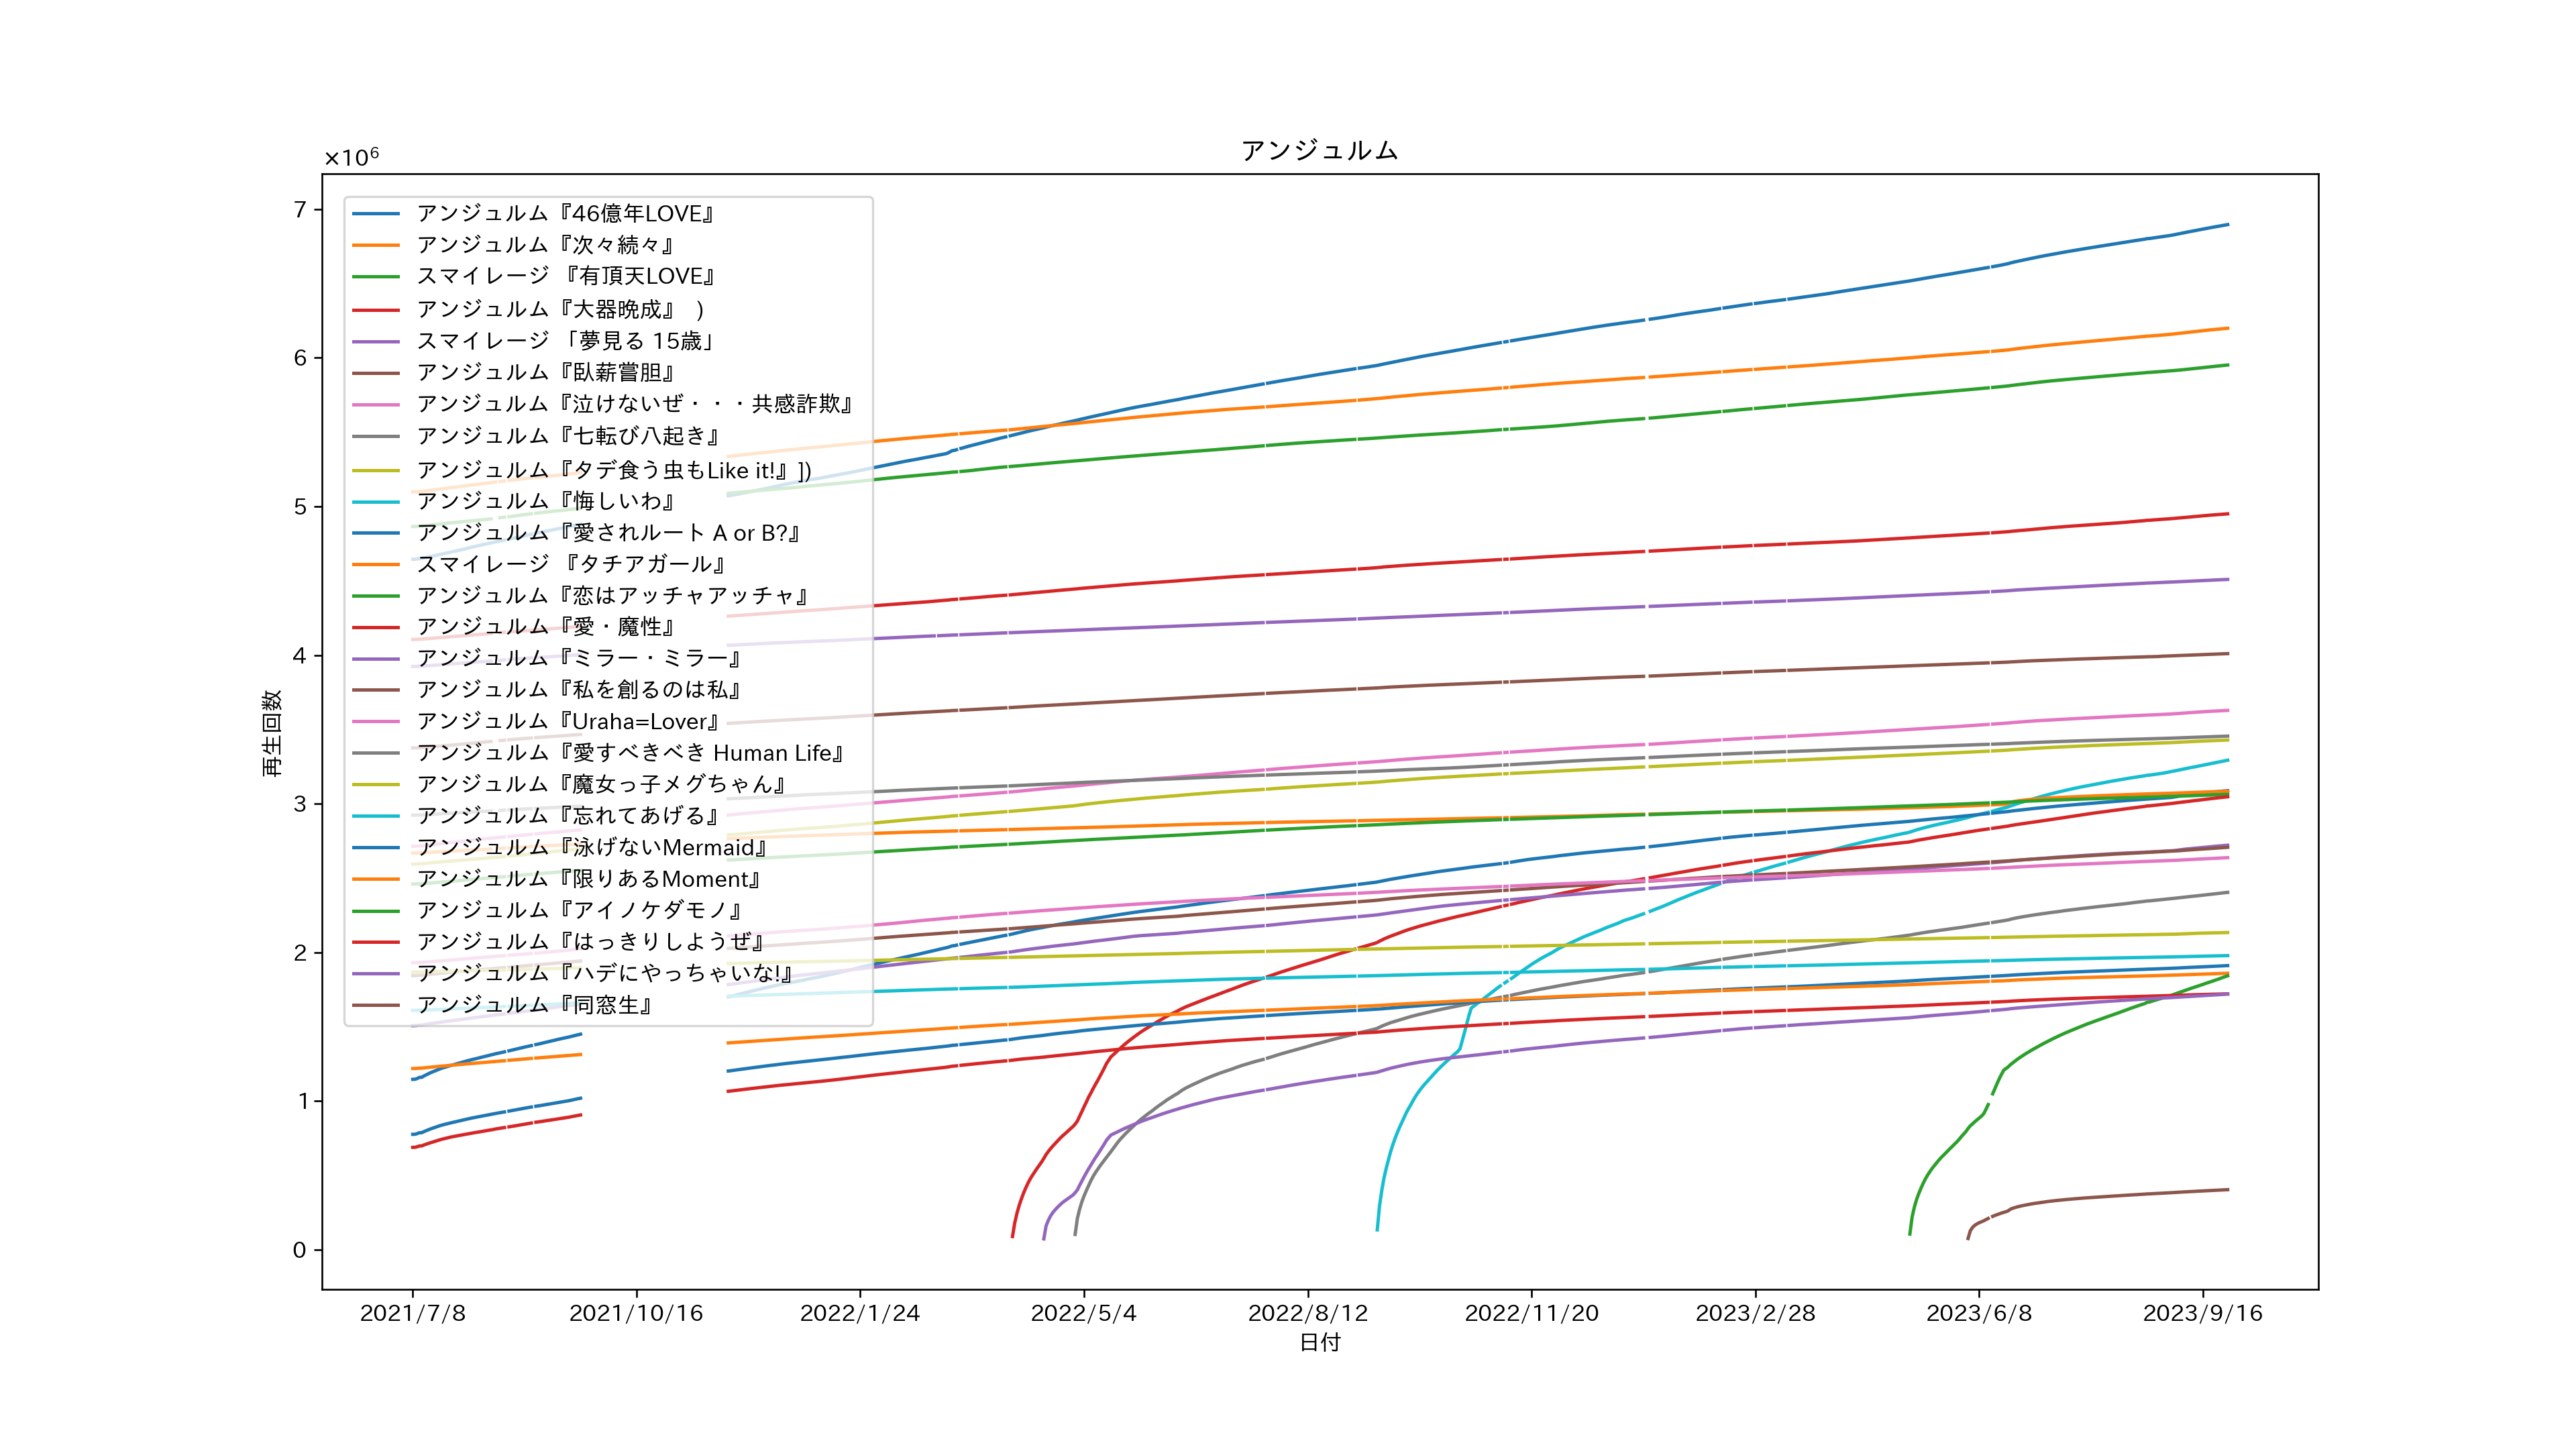 アンジュルム
×10⁶
7
6
5
4
3
2
1
0
再生回数
アンジュルム『46億年LOVE』
アンジュルム『次々続々』
スマイレージ 『有頂天LOVE』
アンジュルム『大器晩成』 )
スマイレージ 「夢見る 15歳」
アンジュルム『臥薪嘗胆』
アンジュルム『泣けないぜ・・・共感詐欺』
アンジュルム『七転び八起き』
アンジュルム『タデ食う虫もLike it!』])
アンジュルム『悔しいわ』
アンジュルム『愛されルート A or B?』
スマイレージ 『タチアガール』
アンジュルム『恋はアッチャアッチャ』
アンジュルム『愛・魔性』
アンジュルム『ミラー・ミラー』
アンジュルム『私を創るのは私』
アンジュルム『Uraha=Lover』
アンジュルム『愛すべきべき Human Life』
アンジュルム『魔女っ子メグちゃん』
アンジュルム『忘れてあげる』
アンジュルム『泳げないMermaid』
アンジュルム『限りあるMoment』
アンジュルム『アイノケダモノ』
アンジュルム『はっきりしようぜ』
アンジュルム『ハデにやっちゃいな!』
アンジュルム『同窓生』
2021/7/8 2021/10/16 2022/1/24 2022/5/4 2022/8/12 2022/11/20 2023/2/28 2023/6/8 2023/9/16
日付